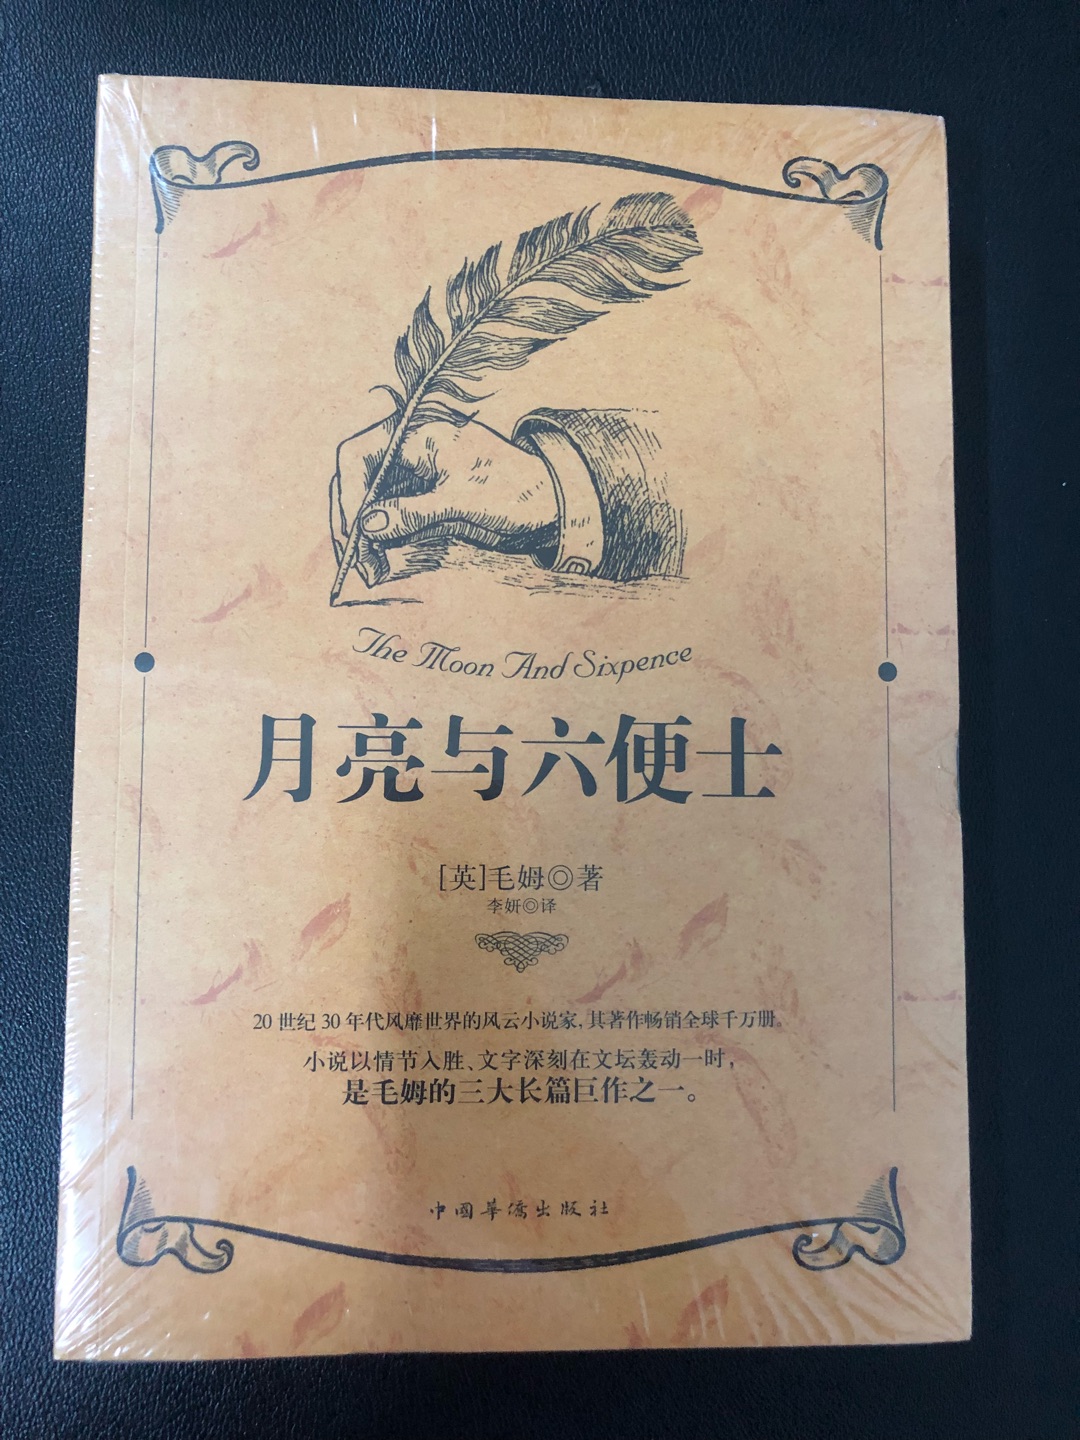 The Moon And Sixpence
月亮与六便士
[英]毛姆◎著
李妍◎译
20世纪30年代风靡世界的风云小说家,其著作畅销全球千万册。
小说以情节入胜、文字深刻在文坛轰动一时,
是毛姆的三大长篇巨作之一。
中國華僑出版社